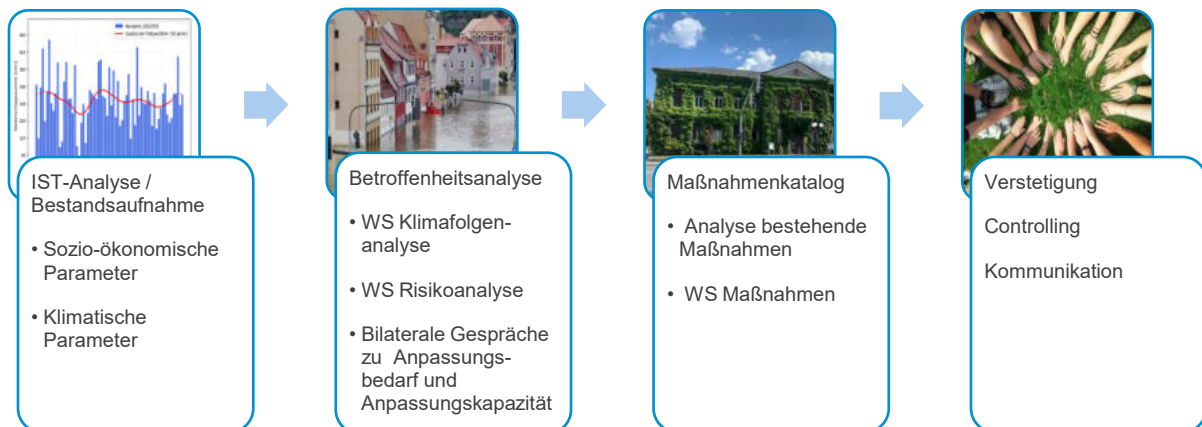 IST-Analyse /
Bestandsaufnahme
• Sozio-ökonomische
Parameter
• Klimatische
Parameter
Betroffenheitsanalyse
• WS Klimafolgen-
analyse
• WS Risikoanalyse
• Bilaterale Gespräche
zu Anpassungs-
bedarf und
Anpassungskapazität
Maßnahmenkatalog
• Analyse bestehende
Maßnahmen
• WS Maßnahmen
Verstetigung
Controlling
Kommunikation